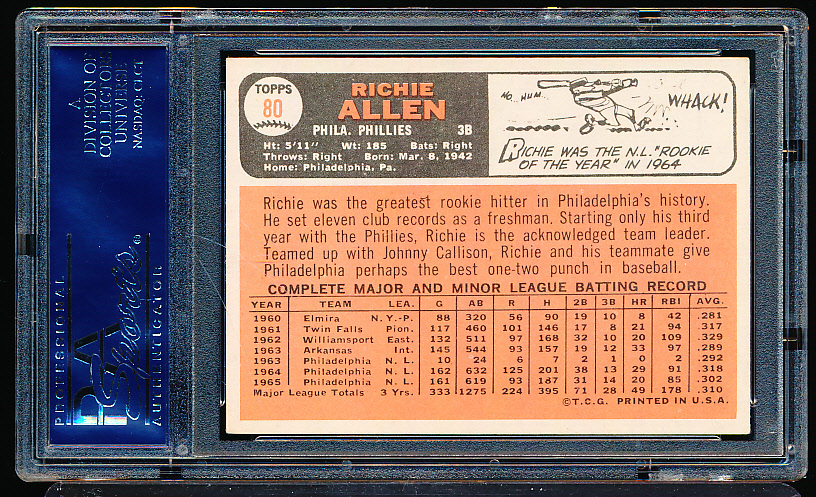 A
DIVISION OF
COLLECTORS
UNIVERSE
NASDAQ: CLCT
PROFESSIONAL
PSA
Sports
®
AUTHENTICATOR
TOPPS
80
RICHIE
ALLEN
PHILA. PHILLIES 3B
Ht: 5'11" Wt: 185 Bats: Right
Throws: Right Born: Mar. 8, 1942
Home: Philadelphia, Pa.
HO.. HUM..
WHACK!
RICHIE WAS THE N.L. "ROOKIE
OF THE YEAR" IN 1964
Richie was the greatest rookie hitter in Philadelphia's history.
He set eleven club records as a freshman. Starting only his third
year with the Phillies, Richie is the acknowledged team leader.
Teamed up with Johnny Callison, Richie and his teammate give
Philadelphia perhaps the best one-two punch in baseball.
COMPLETE MAJOR AND MINOR LEAGUE BATTING RECORD
YEAR TEAM LEA. G AB R H 2B 3B HR RBI AVG.
1960 Elmira N.Y.-P. 88 320 56 90 19 10 8 42 .281
1961 Twin Falls Pion. 117 460 101 146 17 8 21 94 .317
1962 Williamsport East. 132 511 97 168 32 10 20 109 .329
1963 Arkansas Int. 145 544 93 157 19 12 33 97 .289
1963 Philadelphia N. L. 10 24 6 7 2 1 0 2 .292
1964 Philadelphia N. L. 162 632 125 201 38 13 29 91 .318
1965 Philadelphia N. L. 161 619 93 187 31 14 20 85 .302
Major League Totals 3 Yrs. 333 1275 224 395 71 28 49 178 .310
©T.C.G. PRINTED IN U.S.A.